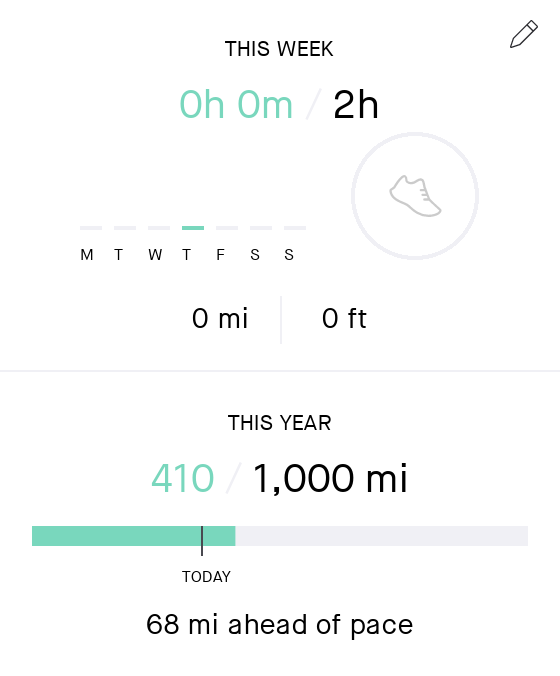 THIS WEEK
0h 0m / 2h
M T W T F S S
0 mi 0 ft
THIS YEAR
410 / 1,000 mi
TODAY
68 mi ahead of pace